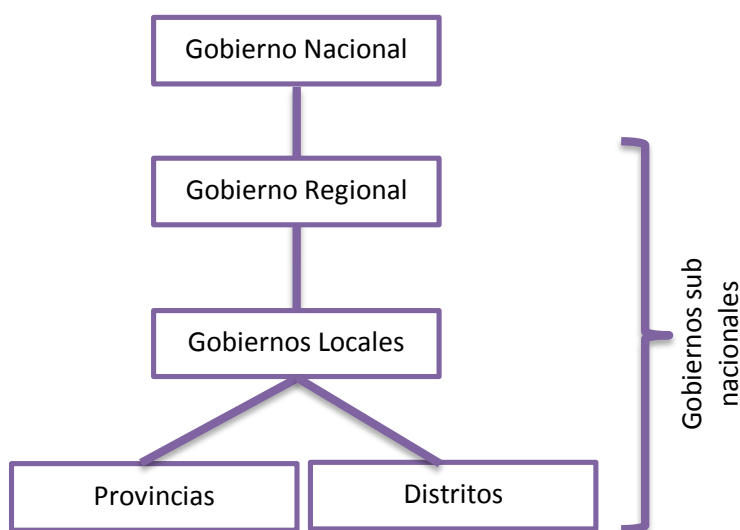 Gobierno Nacional
Gobierno Regional
Gobiernos Locales
Provincias
Distritos
Gobiernos sub
nacionales